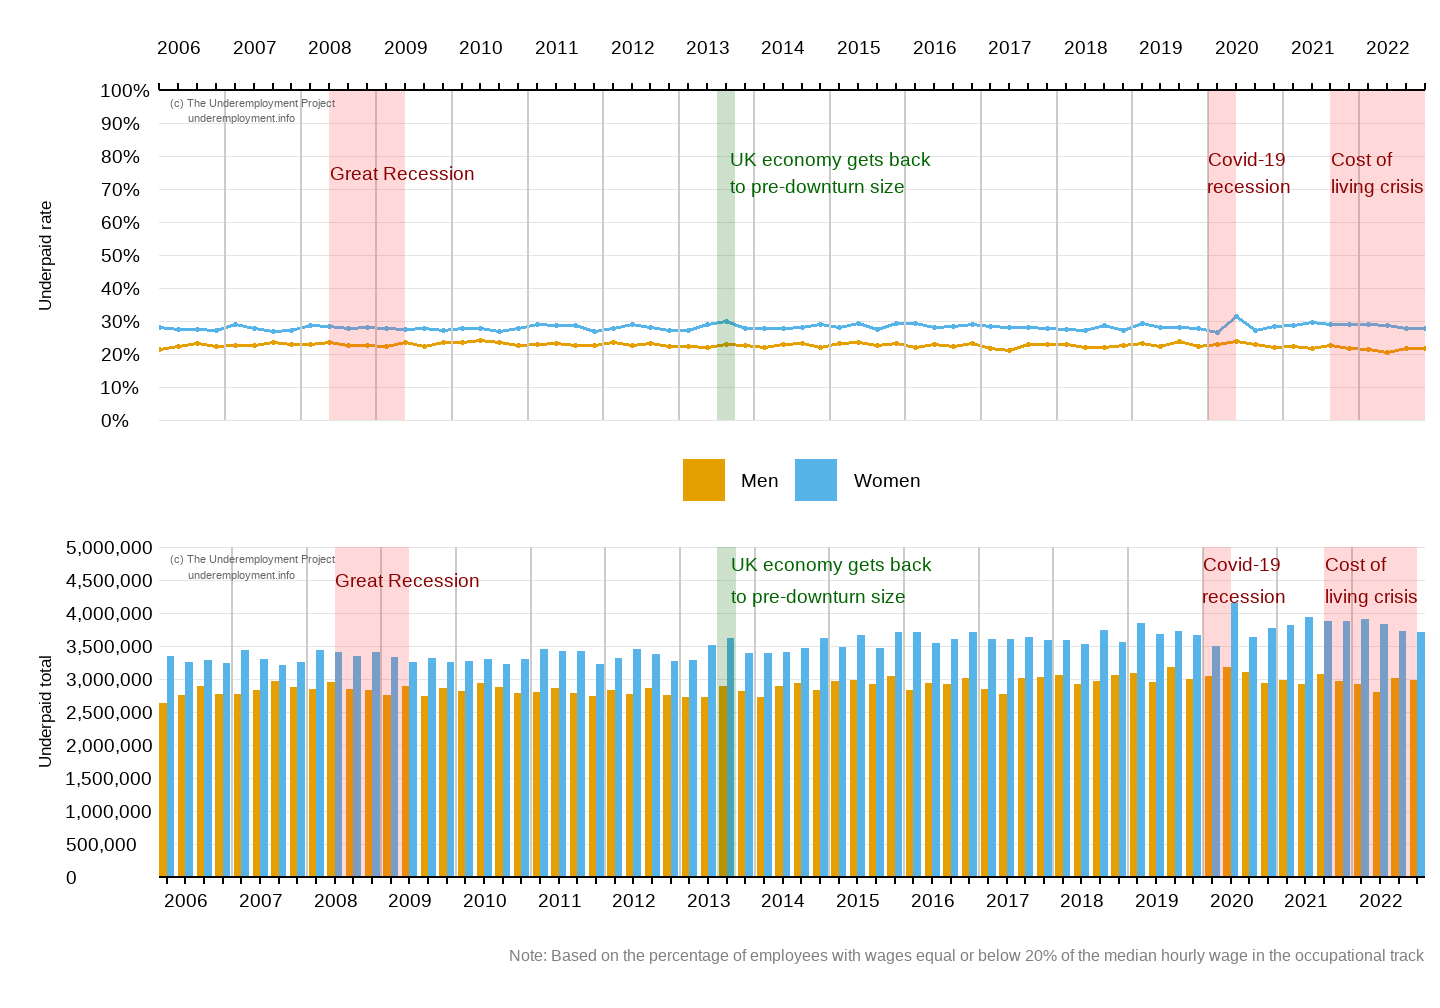 2006 2007 2008 2009 2010 2011 2012 2013 2014 2015 2016 2017 2018 2019 2020 2021 2022
100%
(c) The Underemployment Project
underemployment.info
90%
80%
UK economy gets back
Covid-19
Cost of
Great Recession
70%
to pre-downturn size
recession
living crisis
60%
50%
40%
30%
20%
10%
0%
Underpaid rate
Men
Women
5,000,000
(c) The Underemployment Project
underemployment.info
UK economy gets back
Covid-19
Cost of
4,500,000
Great Recession
to pre-downturn size
recession
living crisis
4,000,000
3,500,000
3,000,000
2,500,000
2,000,000
1,500,000
1,000,000
500,000
0
Underpaid total
2006 2007 2008 2009 2010 2011 2012 2013 2014 2015 2016 2017 2018 2019 2020 2021 2022
Note: Based on the percentage of employees with wages equal or below 20% of the median hourly wage in the occupational track